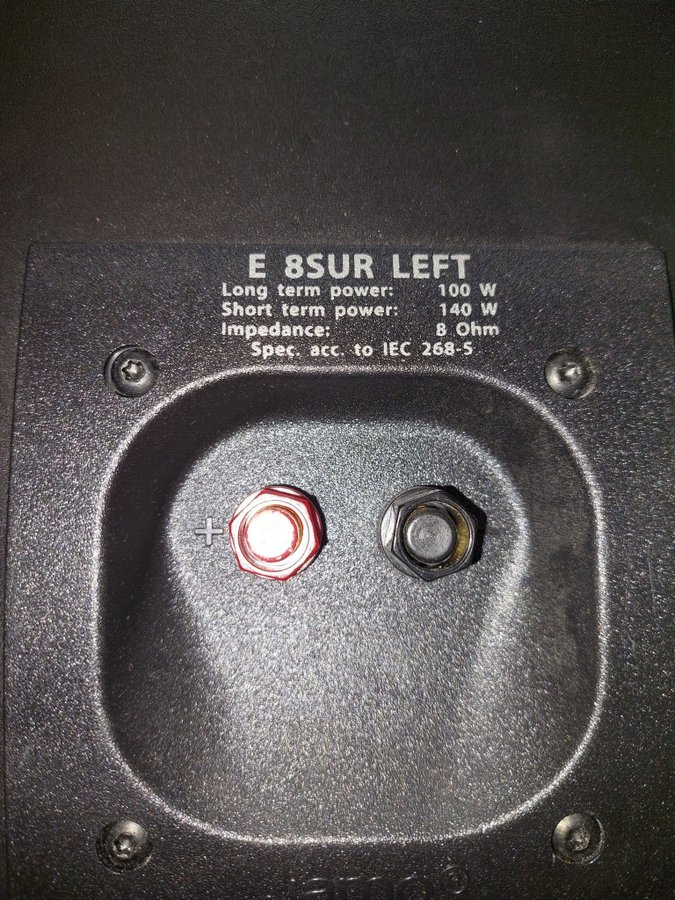 E 8SUR LEFT
Long term power: 100 W
Short term power: 140 W
Impedance: 8 Ohm
Spec. acc. to IEC 268-5
+